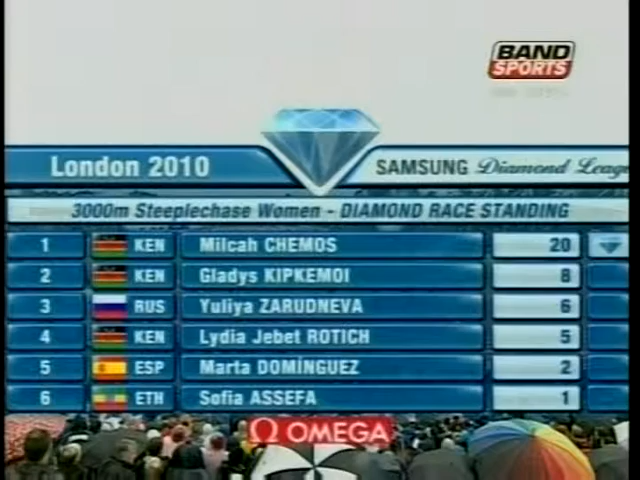 BAND
SPORTS
London 2010
SAMSUNG Diamond Leagu
3000m Steeplechase Women - DIAMOND RACE STANDING
1 KEN Milcah CHEMOS 20
2 KEN Gladys KIPKEMOI 8
3 RUS Yuliya ZARUDNEVA 6
4 KEN Lydia Jebet ROTICH 5
5 ESP Marta DOMÍNGUEZ 2
6 ETH Sofia ASSEFA 1
Ω OMEGA